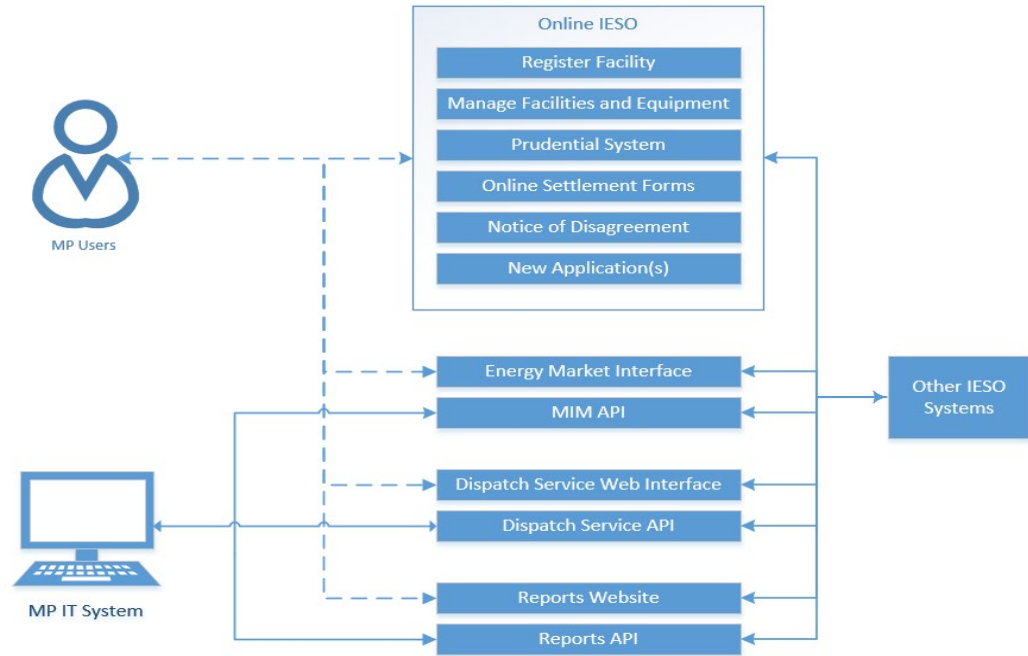 Online IESO
Register Facility
Manage Facilities and Equipment
Prudential System
Online Settlement Forms
Notice of Disagreement
New Application(s)
MP Users
Energy Market Interface
MIM API
Other IESO
Systems
Dispatch Service Web Interface
Dispatch Service API
MP IT System
Reports Website
Reports API